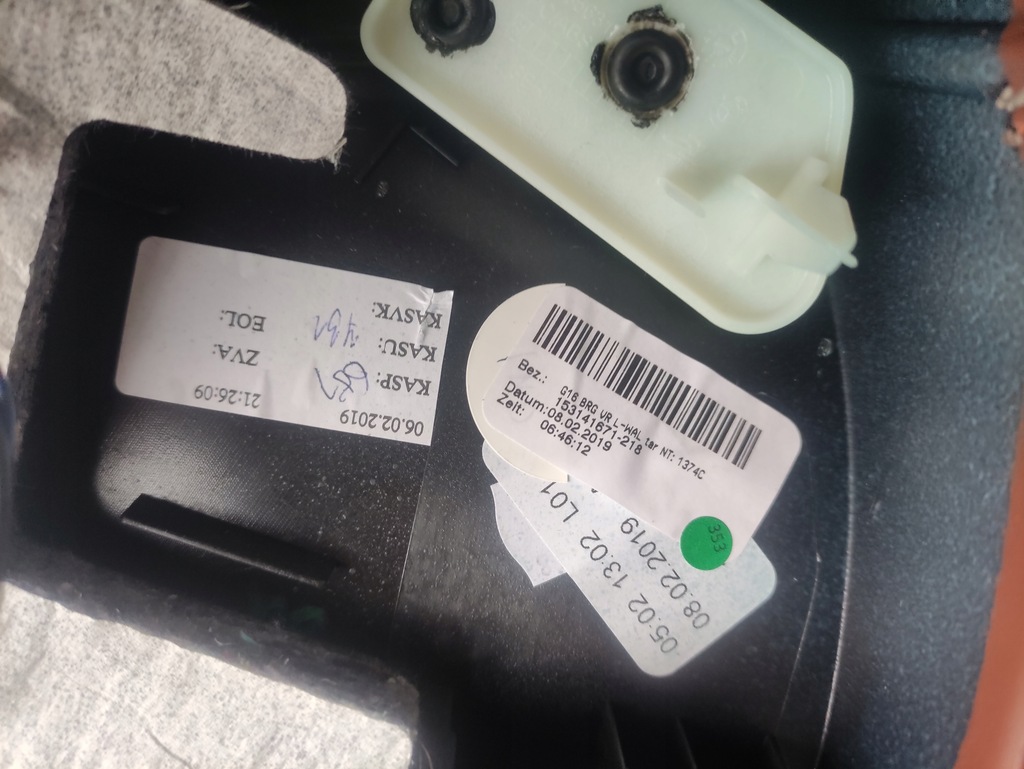 Bez.: G16 BRG VR L-WAL tar NT: 1374C
153141671-218
Datum:08.02.2019
Zeit: 06:46:12
353
05:02 13.02 L01
08.02.2019
06.02.2019 21:26:09
KASP: ZVA:
KASU: EOL:
KASVK: